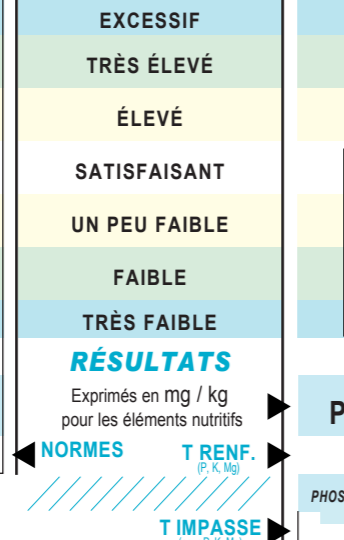 EXCESSIF
TRÈS ÉLEVÉ
ÉLEVÉ
SATISFAISANT
UN PEU FAIBLE
FAIBLE
TRÈS FAIBLE
RÉSULTATS
Exprimés en mg / kg
pour les éléments nutritifs
P
NORMES T RENF.
(P, K, Mg)
PHOS
T IMPASSE